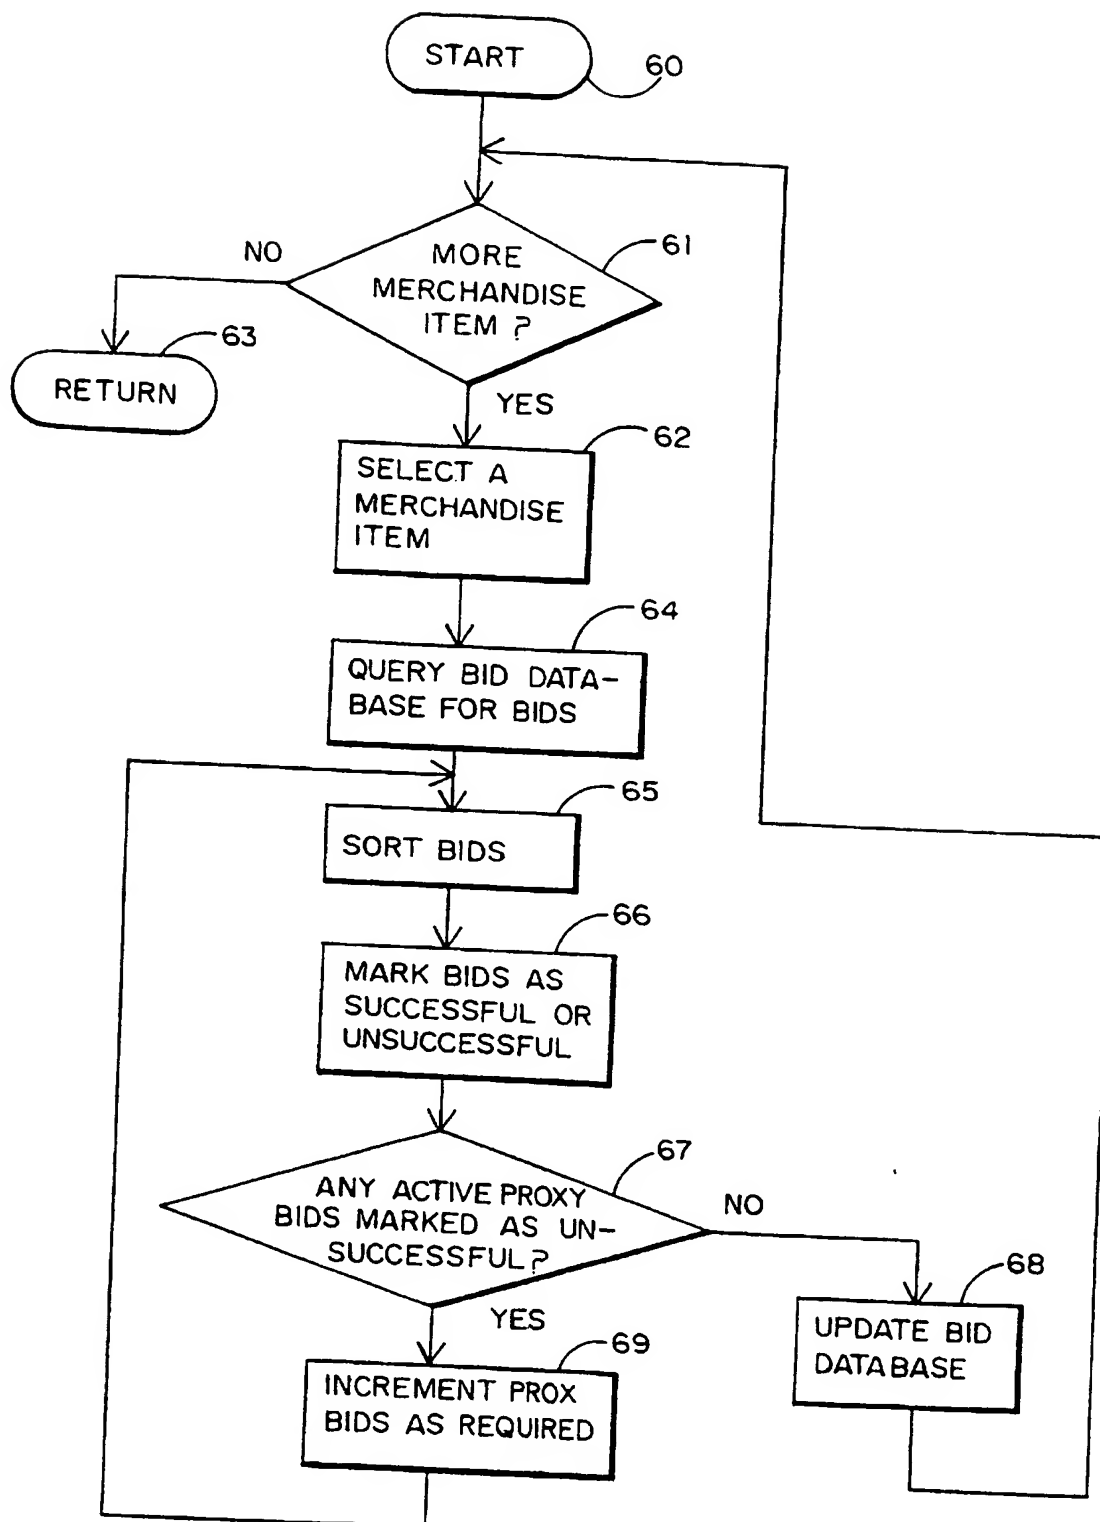 START
60
MORE
MERCHANDISE
ITEM ?
61
NO
63
RETURN
YES
62
SELECT A
MERCHANDISE
ITEM
64
QUERY BID DATA-
BASE FOR BIDS
65
SORT BIDS
66
MARK BIDS AS
SUCCESSFUL OR
UNSUCCESSFUL
67
ANY ACTIVE PROXY
BIDS MARKED AS UN-
SUCCESSFUL?
NO
68
UPDATE BID
DATABASE
YES
69
INCREMENT PROX
BIDS AS REQUIRED